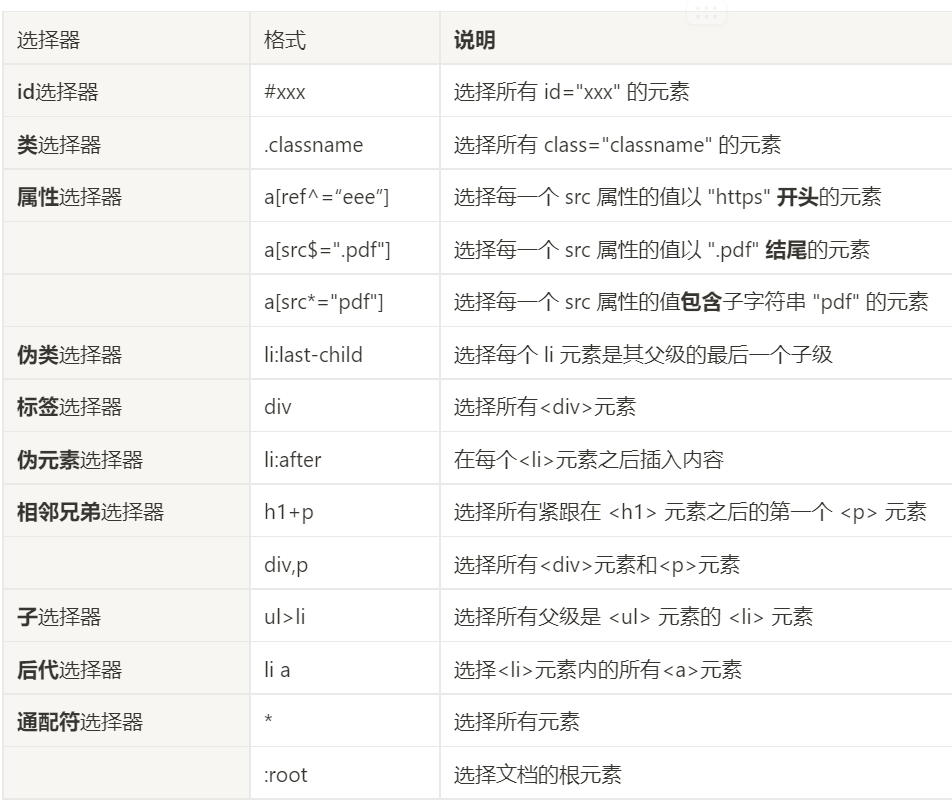 选择器 格式 说明
id选择器 #xxx 选择所有 id="xxx" 的元素
类选择器 .classname 选择所有 class="classname" 的元素
属性选择器 a[ref^=“eee”] 选择每一个 src 属性的值以 "https" 开头的元素
a[src$=".pdf"] 选择每一个 src 属性的值以 ".pdf" 结尾的元素
a[src*="pdf"] 选择每一个 src 属性的值包含子字符串 "pdf" 的元素
伪类选择器 li:last-child 选择每个 li 元素是其父级的最后一个子级
标签选择器 div 选择所有<div>元素
伪元素选择器 li:after 在每个<li>元素之后插入内容
相邻兄弟选择器 h1+p 选择所有紧跟在 <h1> 元素之后的第一个 <p> 元素
div,p 选择所有<div>元素和<p>元素
子选择器 ul>li 选择所有父级是 <ul> 元素的 <li> 元素
后代选择器 li a 选择<li>元素内的所有<a>元素
通配符选择器 * 选择所有元素
:root 选择文档的根元素